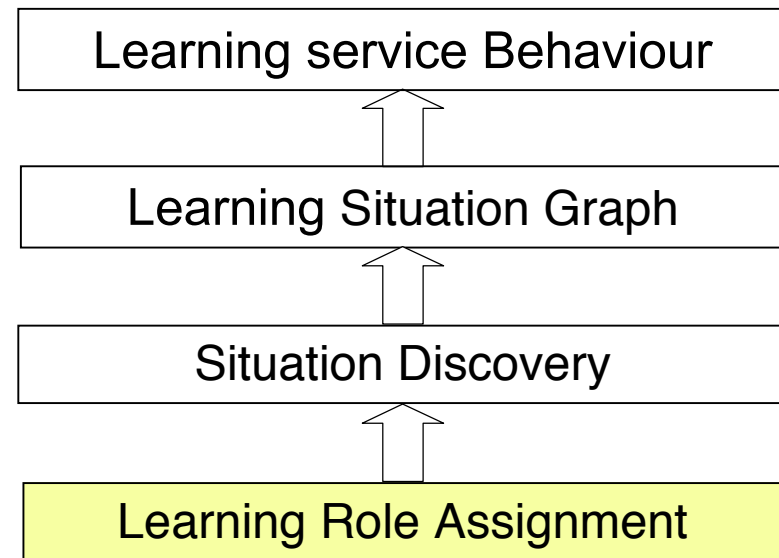 Learning service Behaviour
Learning Situation Graph
Situation Discovery
Learning Role Assignment